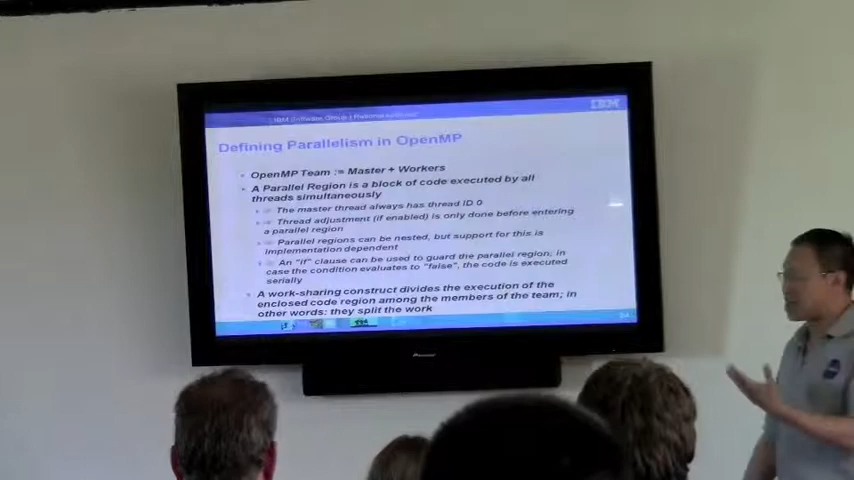 IBM Software Group | Rational
IBM
Defining Parallelism in OpenMP
OpenMP Team := Master + Workers
A Parallel Region is a block of code executed by all
threads simultaneously
The master thread always has thread ID 0
Thread adjustment (if enabled) is only done before entering
a parallel region
Parallel regions can be nested, but support for this is
implementation dependent
An "if" clause can be used to guard the parallel region; in
case the condition evaluates to "false", the code is executed
serially
A work-sharing construct divides the execution of the
enclosed code region among the members of the team; in
other words: they split the work
Pioneer